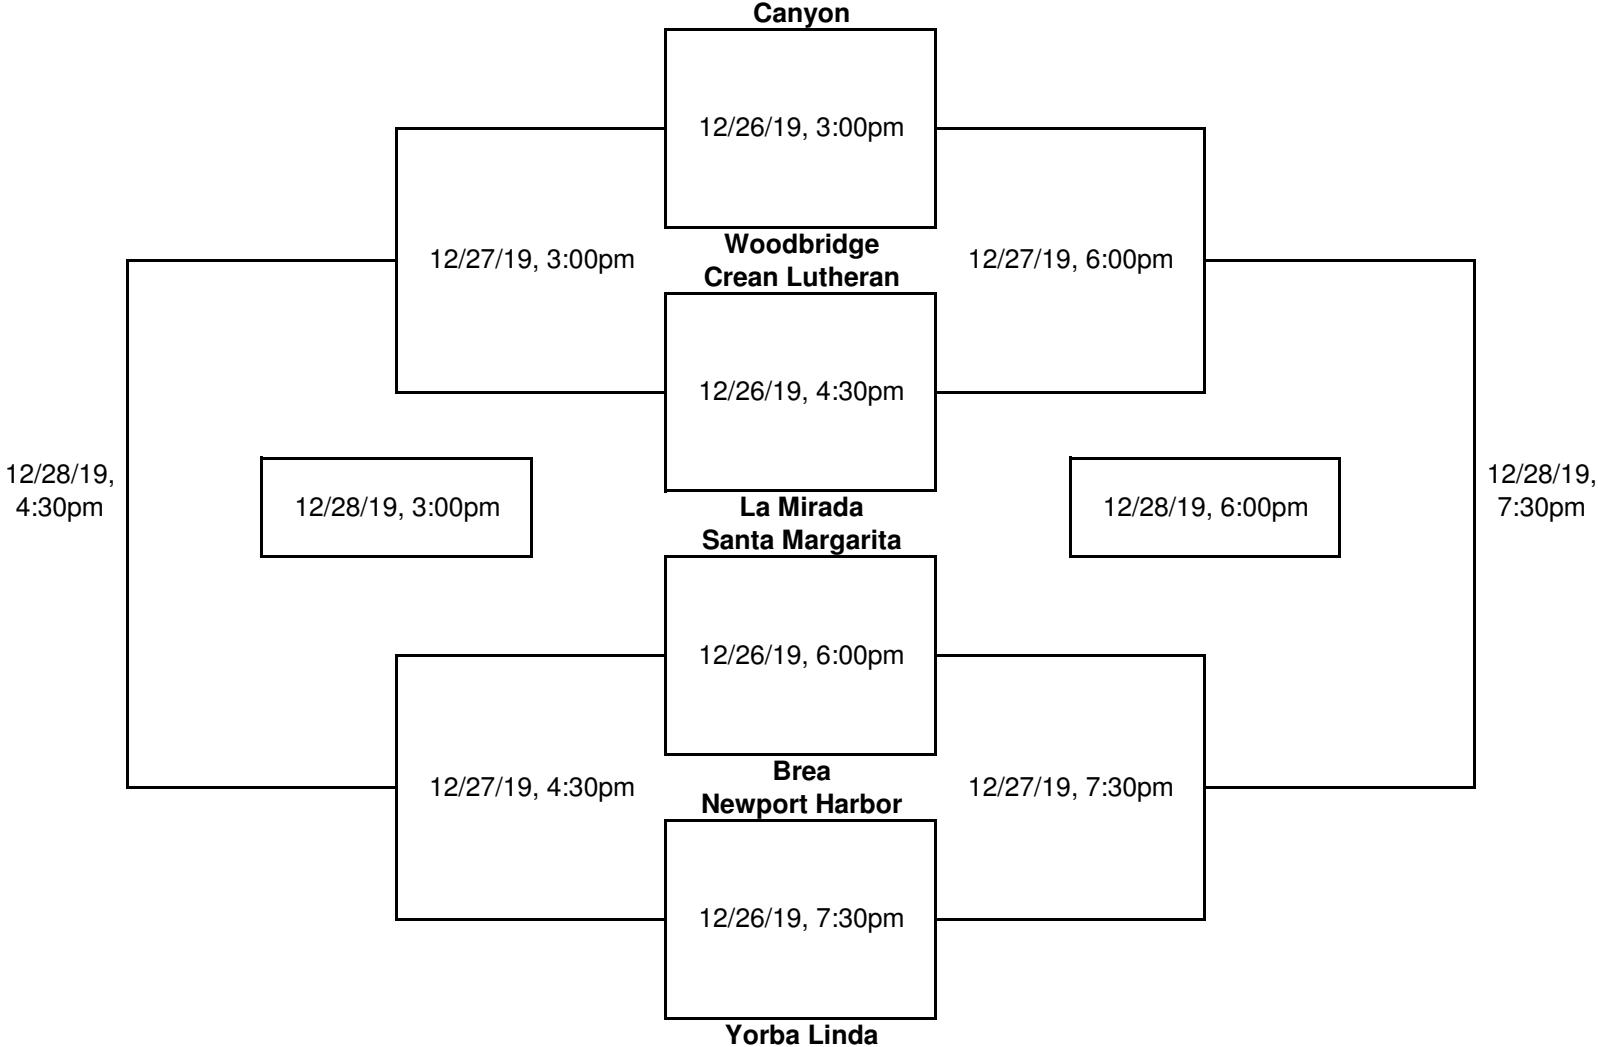 Canyon
12/26/19, 3:00pm
Woodbridge
12/27/19, 3:00pm
12/27/19, 6:00pm
Crean Lutheran
12/26/19, 4:30pm
12/28/19,
4:30pm
12/28/19, 3:00pm
La Mirada
12/28/19, 6:00pm
12/28/19,
7:30pm
Santa Margarita
12/26/19, 6:00pm
Brea
12/27/19, 4:30pm
12/27/19, 7:30pm
Newport Harbor
12/26/19, 7:30pm
Yorba Linda